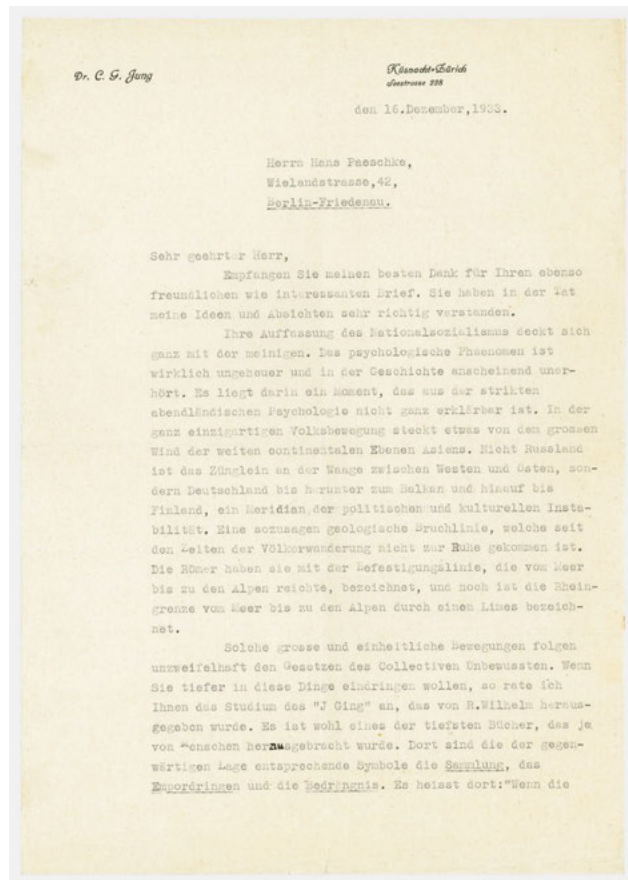 Dr. C. G. Jung
Küsnacht-Zürich
Seestrasse 228
den 16.Dezember,1933.
Herrn Hans Paeschke,
Wielandstrasse,42,
Berlin-Friedenau.
Sehr geehrter Herr,
Empfangen Sie meinen besten Dank für Ihren ebenso
freundlichen wie interessanten Brief. Sie haben in der Tat
meine Ideen und Absichten sehr richtig verstanden.
Ihre Auffassung des Nationalsozialismus deckt sich
ganz mit der meinigen. Das psychologische Phaenomen ist
wirklich ungeheuer und in der Geschichte anscheinend uner-
hört. Es liegt darin ein Moment, das aus der strikten
abendländischen Psychologie nicht ganz erklärbar ist. In der
ganz einzigartigen Volksbewegung steckt etwas von dem grossen
Wind der weiten continentalen Ebenen Asiens. Nicht Russland
ist das Zünglein an der Waage zwischen Westen und Osten, son-
dern Deutschland bis herunter zum Balkan und hinauf bis
Finland, ein Meridian der politischen und kulturellen Insta-
bilität. Eine sozusagen geologische Bruchlinie, welche seit
den Zeiten der Völkerwanderung nicht zur Ruhe gekommen ist.
Die Römer haben sie mit der Befestigungslinie, die vom Meer
bis zu den Alpen reichte, bezeichnet, und noch ist die Rhein-
grenze vom Meer bis zu den Alpen durch einen Limes bezeich-
net.
Solche grosse und einheitliche Bewegungen folgen
unzweifelhaft den Gesetzen des Collectiven Unbewussten. Wenn
Sie tiefer in diese Dinge eindringen wollen, so rate ich
Ihnen das Studium des "J Ging" an, das von R.Wilhelm heraus-
gegeben wurde. Es ist wohl eines der tiefsten Bücher, das je
von Menschen herausgebracht wurde. Dort sind die der gegen-
wärtigen Lage entsprechende Symbole die Sammlung, das
Empordringen und die Bedrängnis. Es heisst dort:"Wenn die